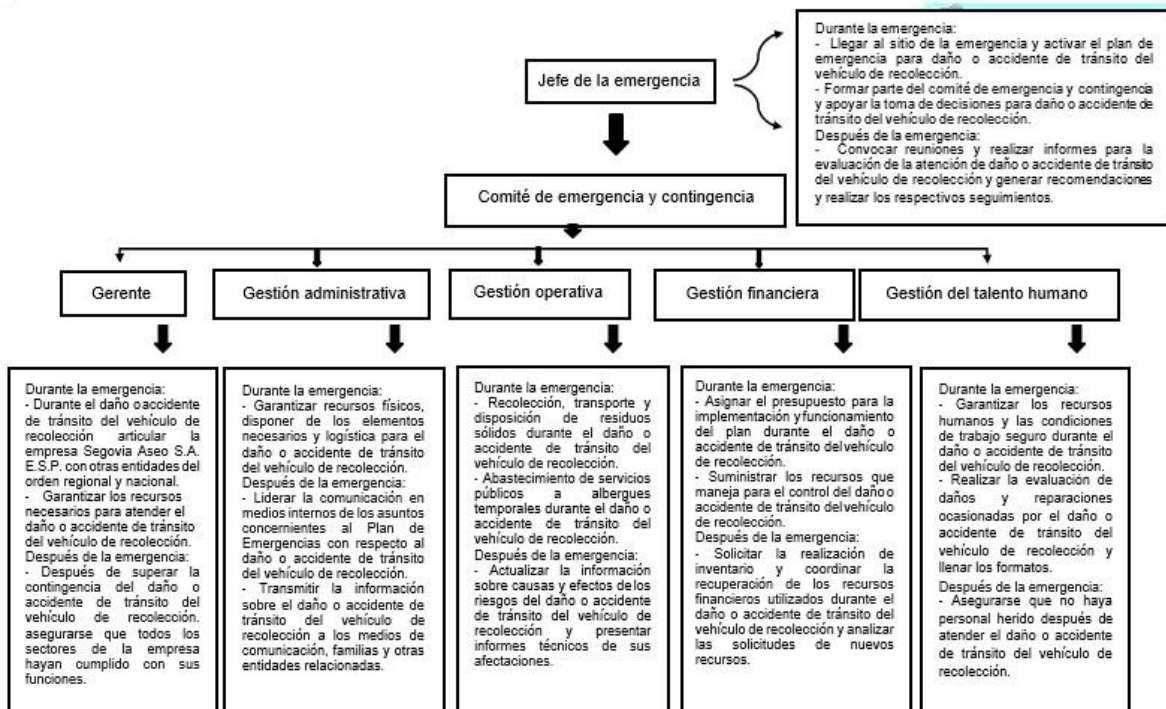 Durante la emergencia:
- Llegar al sitio de la emergencia y activar el plan de
emergencia para daño o accidente de tránsito del
vehículo de recolección.
- Formar parte del comité de emergencia y contingencia
y apoyar la toma de decisiones para daño o accidente de
tránsito del vehículo de recolección.
Después de la emergencia:
- Convocar reuniones y realizar informes para la
evaluación de la atención de daño o accidente de tránsito
del vehículo de recolección y generar recomendaciones
y realizar los respectivos seguimientos.
Jefe de la emergencia
Comité de emergencia y contingencia
Gerente
Gestión administrativa
Gestión operativa
Gestión financiera
Gestión del talento humano
Durante la emergencia:
- Durante el daño o accidente
de tránsito del vehículo de
recolección articular la
empresa Segovia Aseo S.A.
E.S.P. con otras entidades del
orden regional y nacional.
- Garantizar los recursos
necesarios para atender el
daño o accidente de tránsito
del vehículo de recolección.
Después de la emergencia:
- Después de superar la
contingencia del daño o
accidente de tránsito del
vehículo de recolección.
asegurarse que todos los
sectores de la empresa
hayan cumplido con sus
funciones.
Durante la emergencia:
- Garantizar recursos físicos,
disponer de los elementos
necesarios y logística para el
daño o accidente de tránsito
del vehículo de recolección.
Después de la emergencia:
- Liderar la comunicación en
medios internos de los asuntos
concernientes al Plan de
Emergencias con respecto al
daño o accidente de tránsito
del vehículo de recolección.
- Transmitir la información
sobre el daño o accidente de
tránsito del vehículo de
recolección a los medios de
comunicación, familias y otras
entidades relacionadas.
Durante la emergencia:
- Recolección, transporte y
disposición de residuos
sólidos durante el daño o
accidente de tránsito del
vehículo de recolección.
- Abastecimiento de servicios
públicos a albergues
temporales durante el daño o
accidente de tránsito del
vehículo de recolección.
Después de la emergencia:
- Actualizar la información
sobre causas y efectos de los
riesgos del daño o accidente
de tránsito del vehículo de
recolección y presentar
informes técnicos de sus
afectaciones.
Durante la emergencia:
- Asignar el presupuesto para la
implementación y funcionamiento
del plan durante el daño o
accidente de tránsito del vehículo
de recolección.
- Suministrar los recursos que
maneja para el control del daño o
accidente de tránsito del vehículo
de recolección.
Después de la emergencia:
- Solicitar la realización de
inventario y coordinar la
recuperación de los recursos
financieros utilizados durante el
daño o accidente de tránsito del
vehículo de recolección y analizar
las solicitudes de nuevos
recursos.
Durante la emergencia:
- Garantizar los recursos
humanos y las condiciones
de trabajo seguro durante el
daño o accidente de tránsito
del vehículo de recolección.
- Realizar la evaluación de
daños y reparaciones
ocasionadas por el daño o
accidente de tránsito del
vehículo de recolección y
llenar los formatos.
Después de la emergencia:
- Asegurarse que no haya
personal herido después de
atender el daño o accidente
de tránsito del vehículo de
recolección.